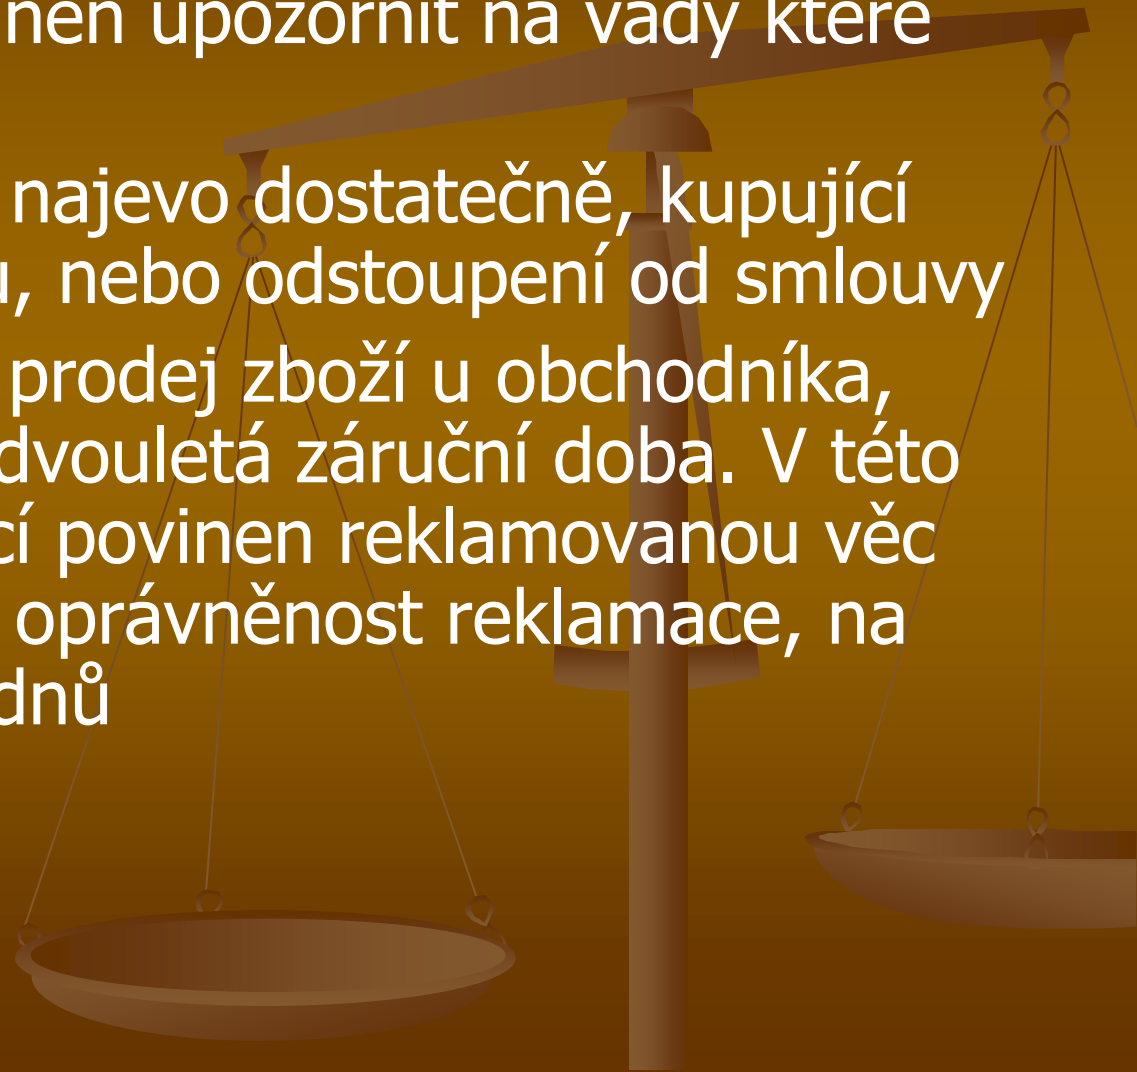 nen upozornit na vady které
najevo dostatečně, kupující
u, nebo odstoupení od smlouvy
prodej zboží u obchodníka,
dvouletá záruční doba. V této
cí povinen reklamovanou věc
oprávněnost reklamace, na
dnů